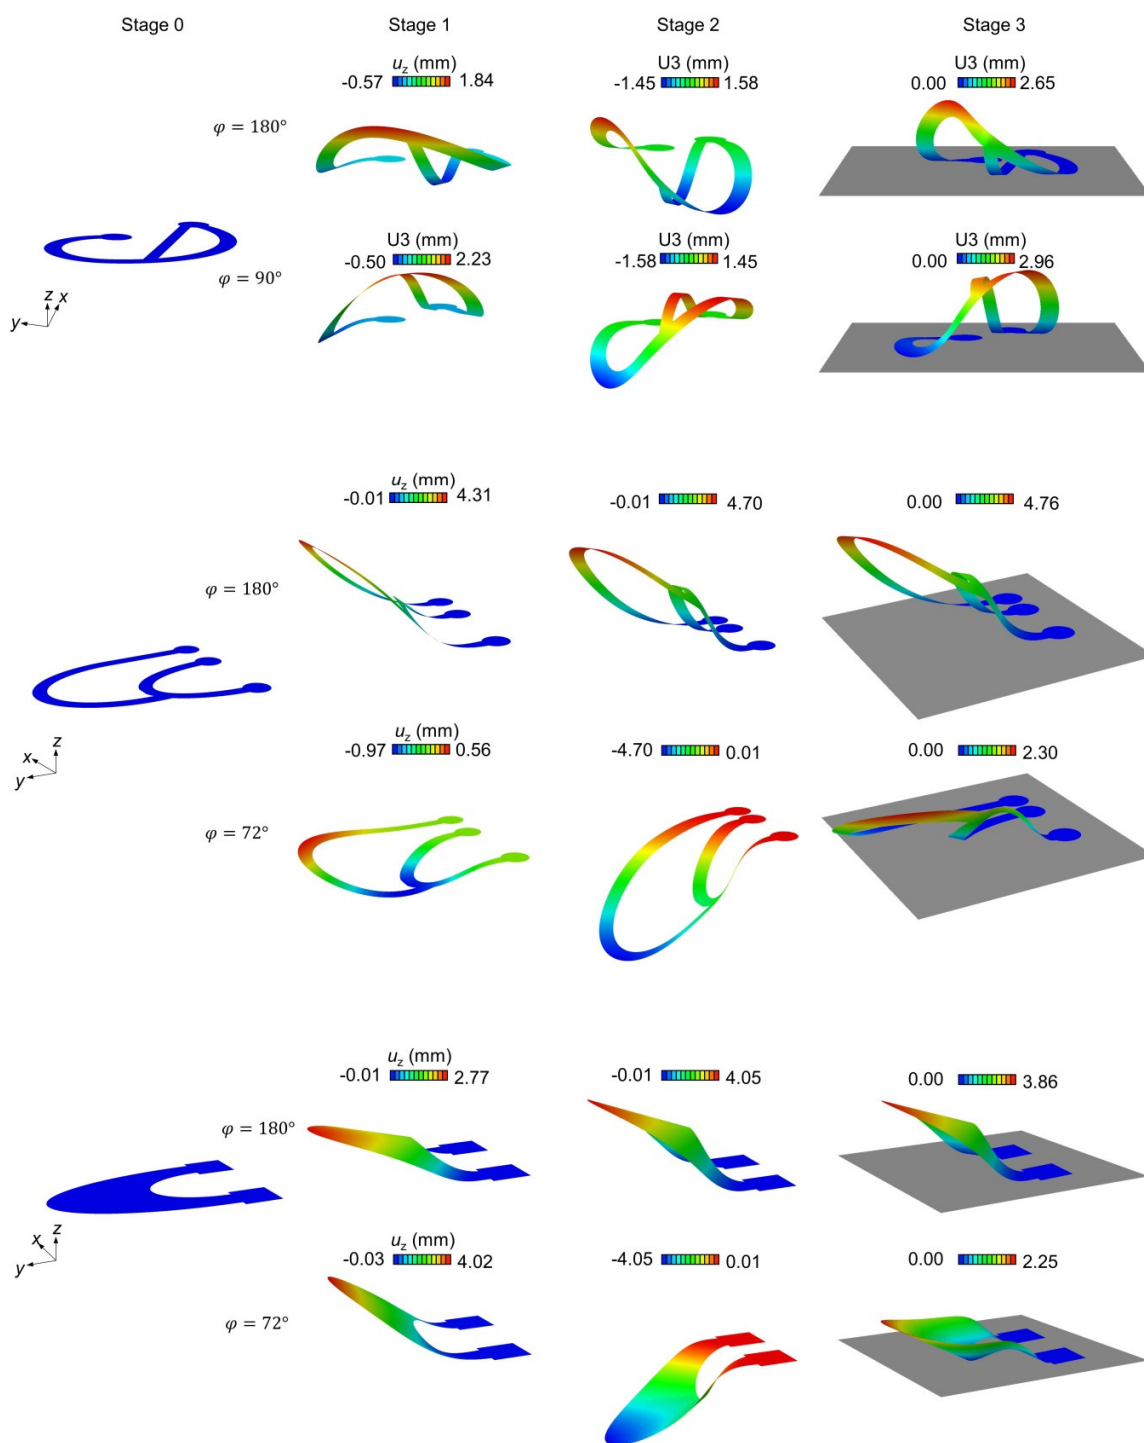 Stage 0 Stage 1 Stage 2 Stage 3
u_z (mm) U3 (mm) U3 (mm)
-0.57 1.84 -1.45 1.58 0.00 2.65
φ = 180°
U3 (mm) U3 (mm) U3 (mm)
-0.50 2.23 -1.58 1.45 0.00 2.96
φ = 90°
z x
y
u_z (mm)
-0.01 4.31 -0.01 4.70 0.00 4.76
φ = 180°
z
x
y
u_z (mm)
-0.97 0.56 -4.70 0.01 0.00 2.30
φ = 72°
u_z (mm)
-0.01 2.77 -0.01 4.05 0.00 3.86
φ = 180°
x z
y
u_z (mm)
-0.03 4.02 -4.05 0.01 0.00 2.25
φ = 72°